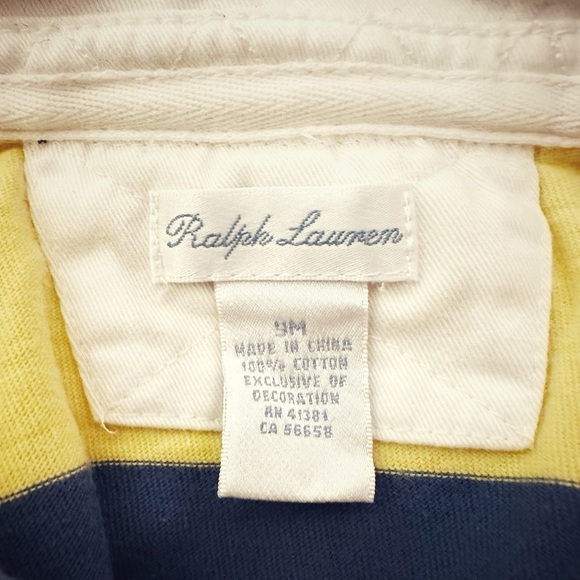 Ralph Lauren
9M
MADE IN CHINA
100% COTTON
EXCLUSIVE OF
DECORATION
RN 41381
CA 56658